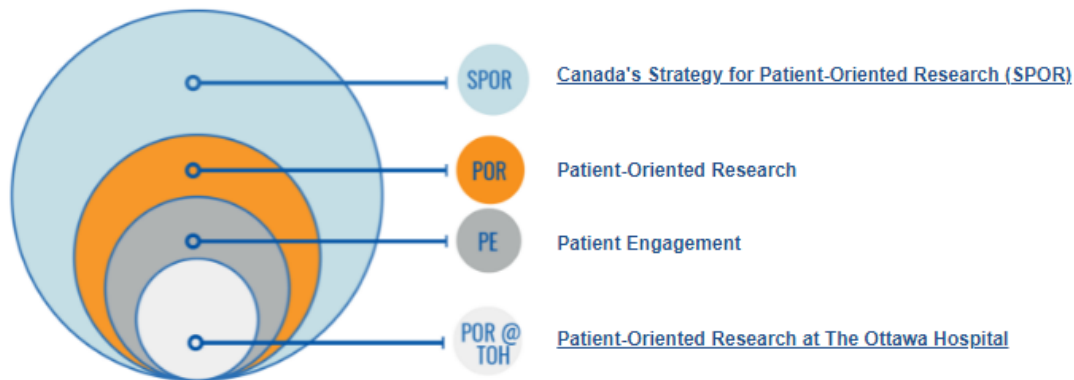 SPOR
Canada's Strategy for Patient-Oriented Research (SPOR)
POR
Patient-Oriented Research
PE
Patient Engagement
POR @
TOH
Patient-Oriented Research at The Ottawa Hospital